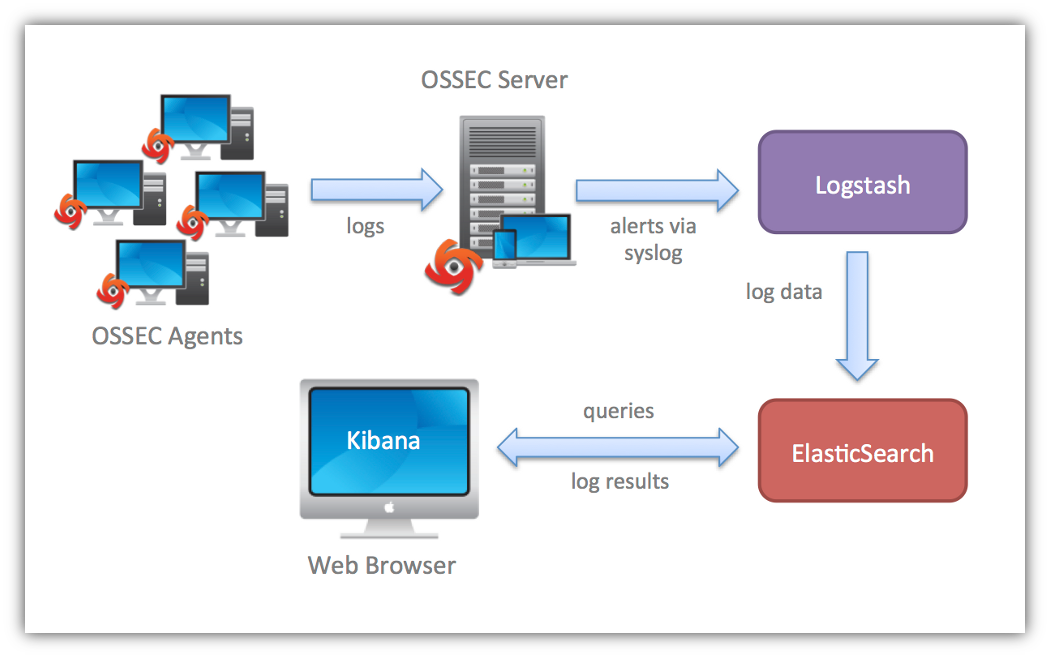 OSSEC Server
Logstash
logs
alerts via
syslog
OSSEC Agents
log data
Kibana
queries
log results
ElasticSearch
Web Browser